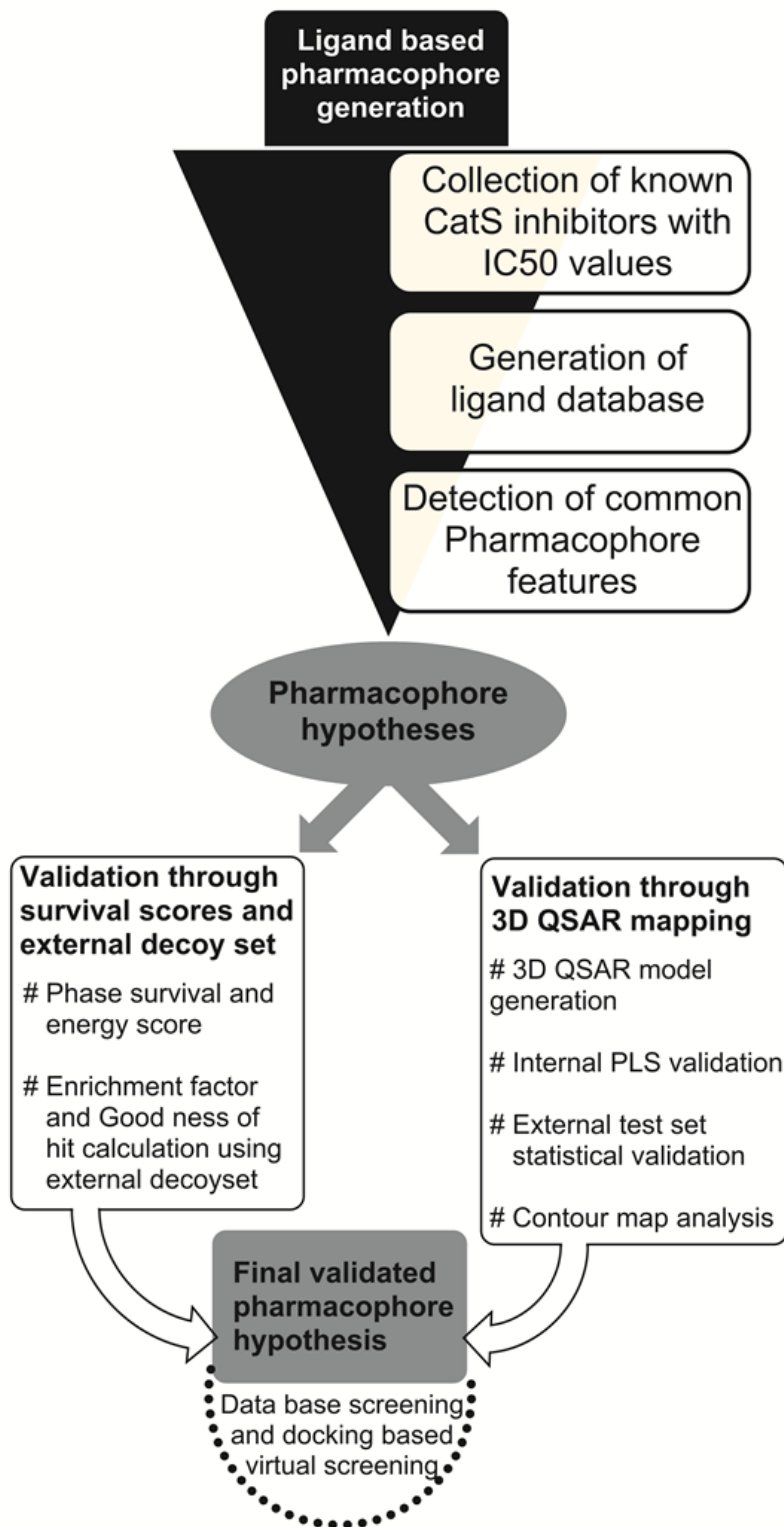 Ligand based
pharmacophore
generation
Collection of known
CatS inhibitors with
IC50 values
Generation of
ligand database
Detection of common
Pharmacophore
features
Pharmacophore
hypotheses
Validation through
survival scores and
external decoy set
# Phase survival and
energy score
# Enrichment factor
and Good ness of
hit calculation using
external decoyset
Validation through
3D QSAR mapping
# 3D QSAR model
generation
# Internal PLS validation
# External test set
statistical validation
# Contour map analysis
Final validated
pharmacophore
hypothesis
Data base screening
and docking based
virtual screening